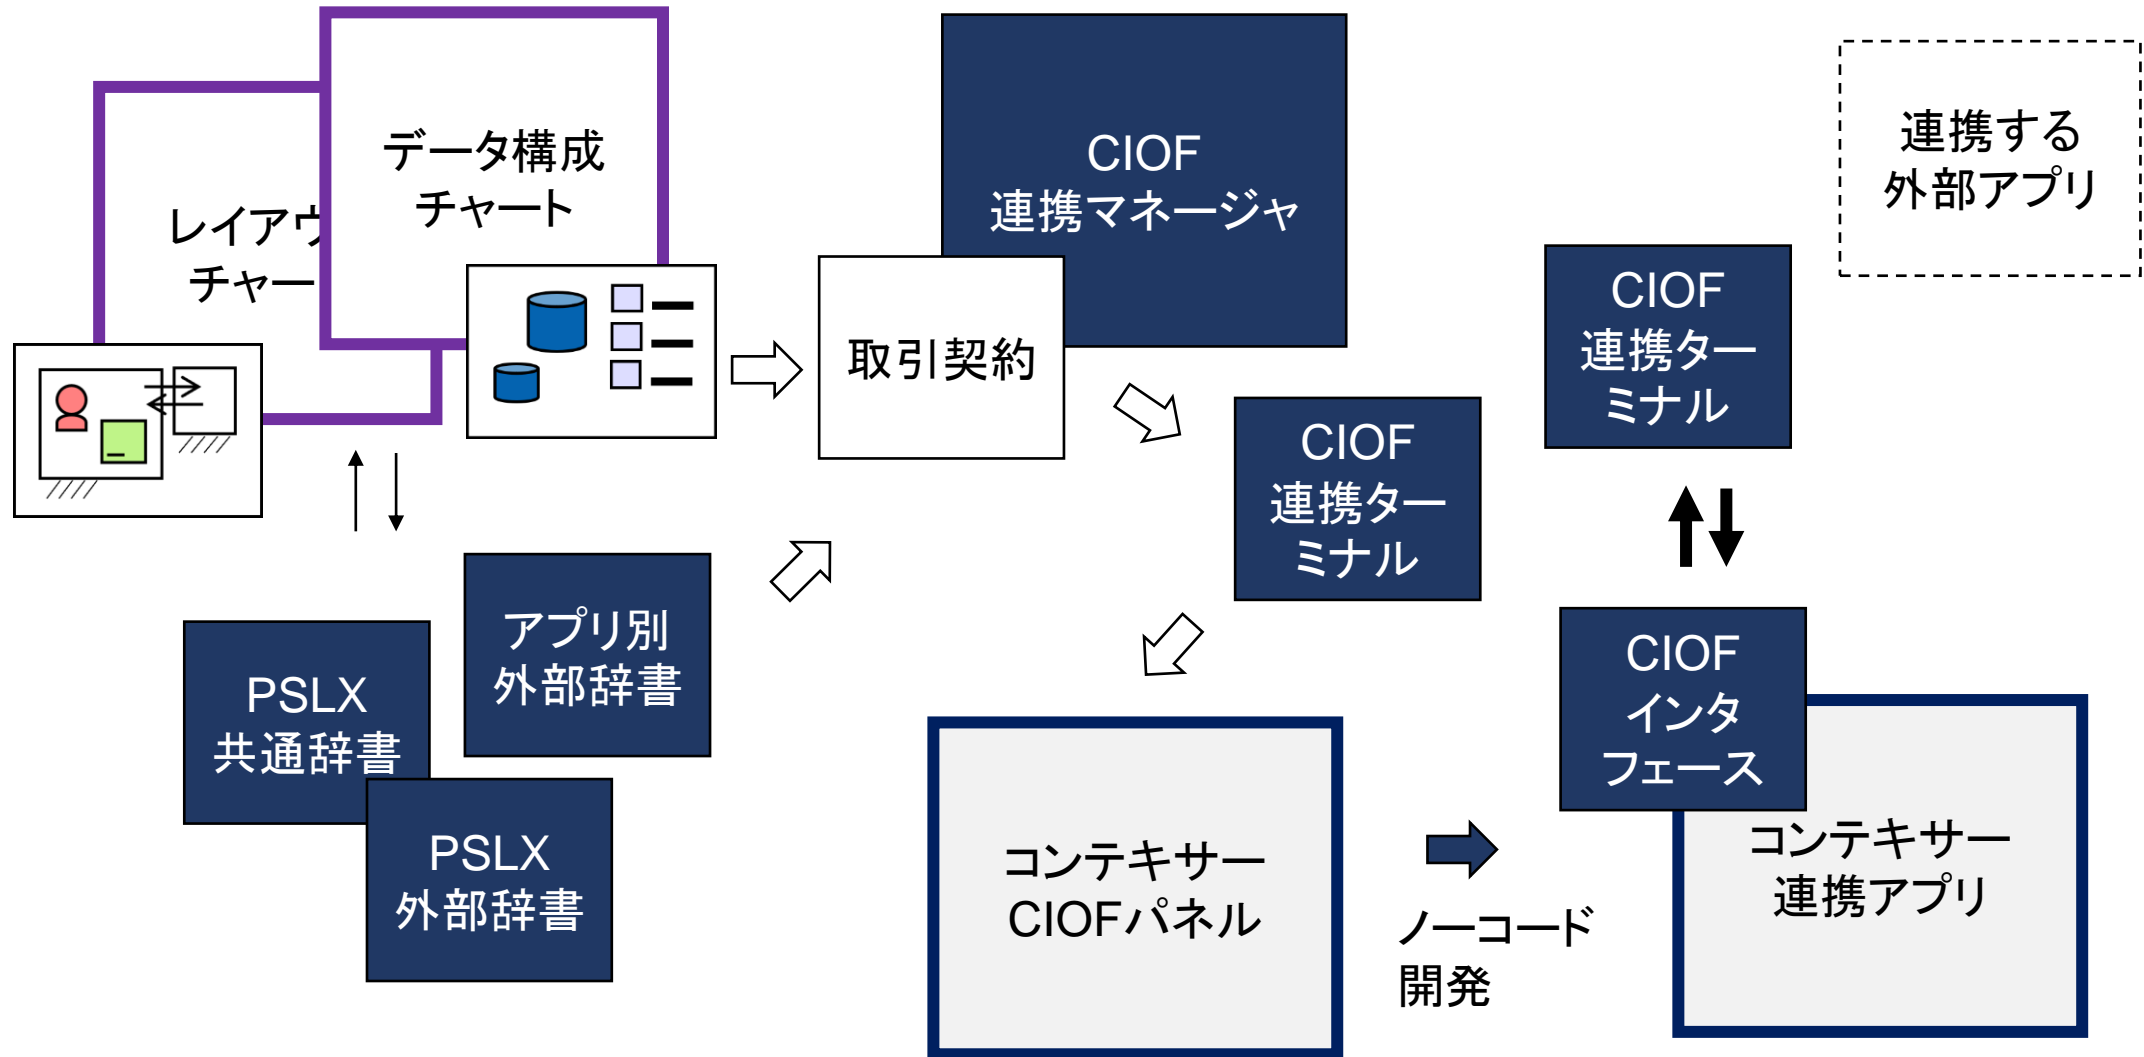 データ構成
チャート
レイアウ
チャー
CIOF
連携マネージャ
連携する
外部アプリ
取引契約
CIOF
連携ター
ミナル
CIOF
連携ター
ミナル
アプリ別
外部辞書
PSLX
共通辞書
PSLX
外部辞書
CIOF
インタ
フェース
コンテキサー
CIOFパネル
ノーコード
開発
コンテキサー
連携アプリ